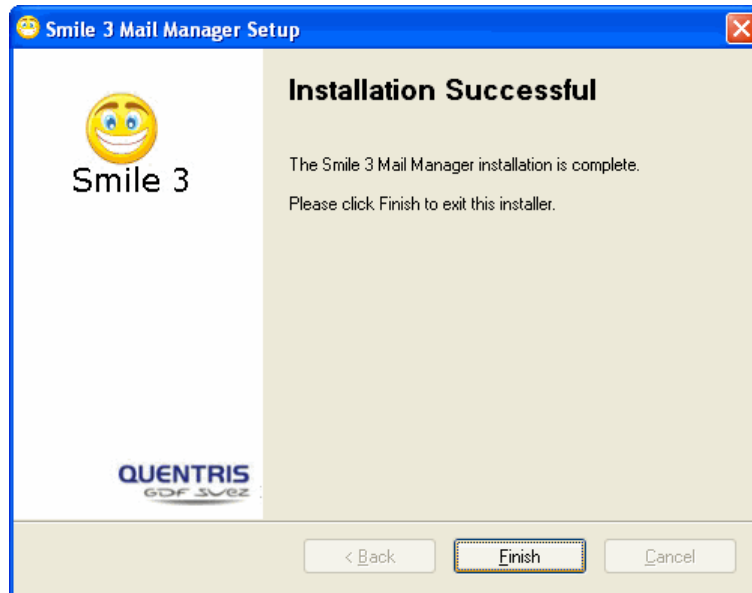 Smile 3 Mail Manager Setup
Installation Successful
Smile 3
The Smile 3 Mail Manager installation is complete.
Please click Finish to exit this installer.
QUENTRIS
GDF SUEZ
< Back
Finish
Cancel